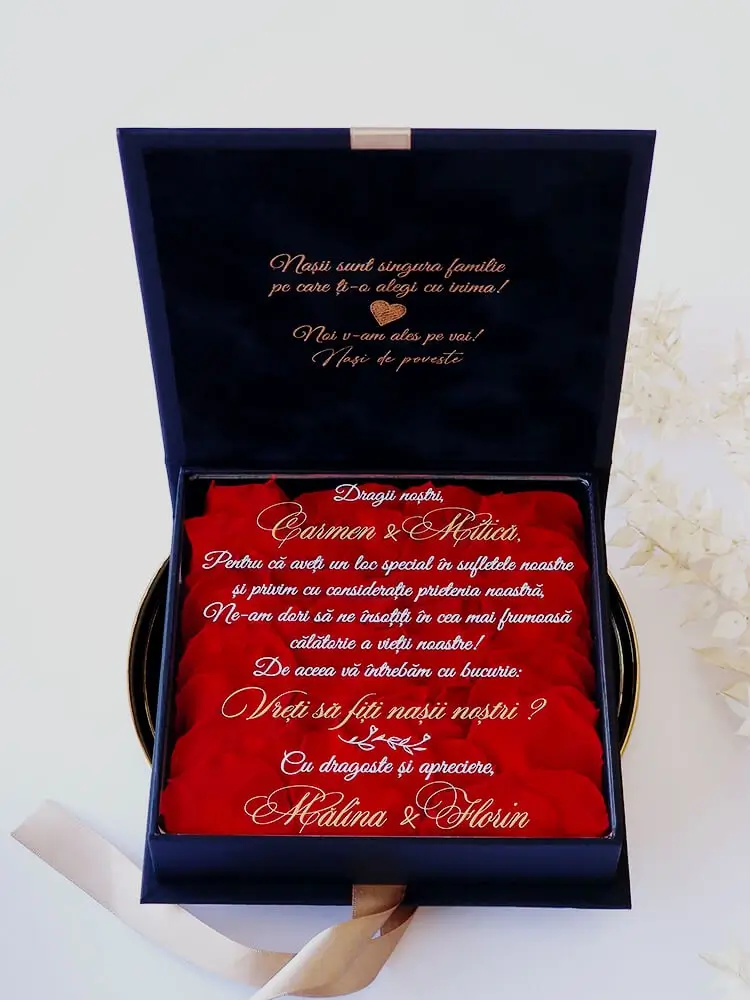 Nașii sunt singura familie
pe care ți-o alegi cu inima!
Noi v-am ales pe voi!
Nași de poveste
Dragii noștri,
Carmen & Mitică,
Pentru că aveți un loc special în sufletele noastre
și privim cu considerație prietenia noastră,
Ne-am dori să ne însoțiți în cea mai frumoasă
călătorie a vieții noastre!
De aceea vă întrebăm cu bucurie:
Vreți să fiți nașii noștri ?
Cu dragoste și apreciere,
Mălina & Florin